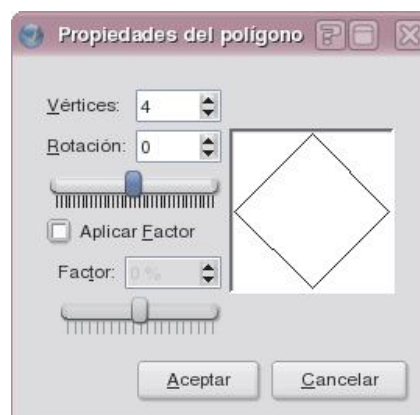 Propiedades del polígono
Vértices: 4
Rotación: 0
Aplicar Factor
Factor: 0 %
Aceptar Cancelar